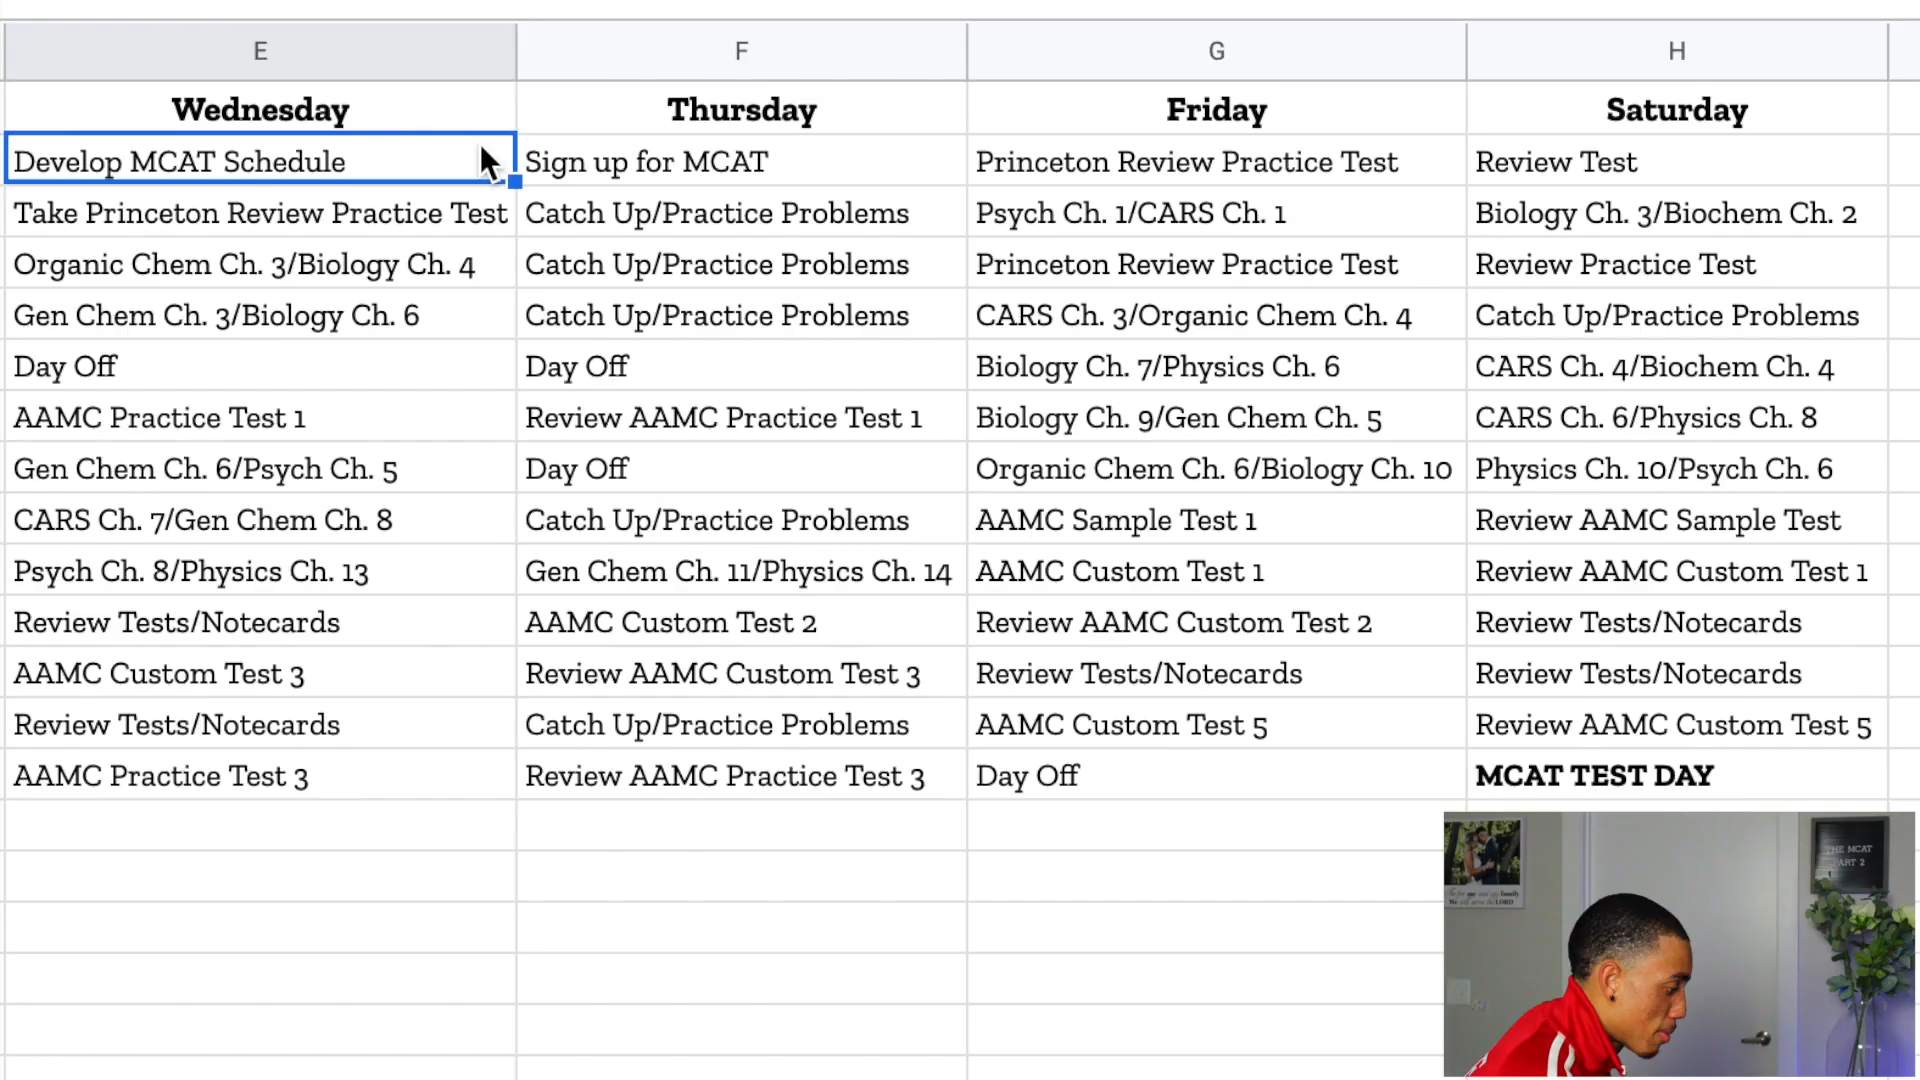 E F G H
Wednesday Thursday Friday Saturday
Develop MCAT Schedule Sign up for MCAT Princeton Review Practice Test Review Test
Take Princeton Review Practice Test Catch Up/Practice Problems Psych Ch. 1/CARS Ch. 1 Biology Ch. 3/Biochem Ch. 2
Organic Chem Ch. 3/Biology Ch. 4 Catch Up/Practice Problems Princeton Review Practice Test Review Practice Test
Gen Chem Ch. 3/Biology Ch. 6 Catch Up/Practice Problems CARS Ch. 3/Organic Chem Ch. 4 Catch Up/Practice Problems
Day Off Day Off Biology Ch. 7/Physics Ch. 6 CARS Ch. 4/Biochem Ch. 4
AAMC Practice Test 1 Review AAMC Practice Test 1 Biology Ch. 9/Gen Chem Ch. 5 CARS Ch. 6/Physics Ch. 8
Gen Chem Ch. 6/Psych Ch. 5 Day Off Organic Chem Ch. 6/Biology Ch. 10 Physics Ch. 10/Psych Ch. 6
CARS Ch. 7/Gen Chem Ch. 8 Catch Up/Practice Problems AAMC Sample Test 1 Review AAMC Sample Test
Psych Ch. 8/Physics Ch. 13 Gen Chem Ch. 11/Physics Ch. 14 AAMC Custom Test 1 Review AAMC Custom Test 1
Review Tests/Notecards AAMC Custom Test 2 Review AAMC Custom Test 2 Review Tests/Notecards
AAMC Custom Test 3 Review AAMC Custom Test 3 Review Tests/Notecards Review Tests/Notecards
Review Tests/Notecards Catch Up/Practice Problems AAMC Custom Test 5 Review AAMC Custom Test 5
AAMC Practice Test 3 Review AAMC Practice Test 3 Day Off MCAT TEST DAY
THE MCAT
PART 2